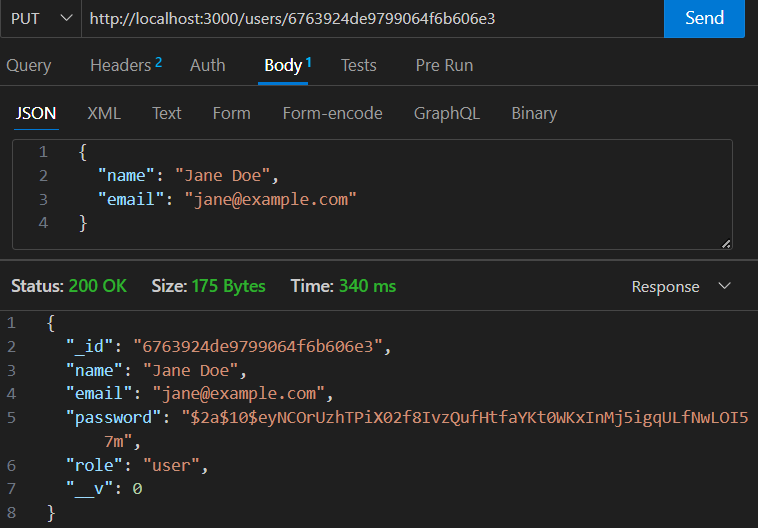 PUT http://localhost:3000/users/6763924de9799064f6b606e3 Send
Query Headers 2 Auth Body 1 Tests Pre Run
JSON XML Text Form Form-encode GraphQL Binary
1 {
2 "name": "Jane Doe",
3 "email": "jane@example.com"
4 }
Status: 200 OK Size: 175 Bytes Time: 340 ms Response
1 {
2 "_id": "6763924de9799064f6b606e3",
3 "name": "Jane Doe",
4 "email": "jane@example.com",
5 "password": "$2a$10$eyNCOrUzhTPiX02f8IvzQufHtfaYKt0WKxInMj5igqULfNwLOI5
7m",
6 "role": "user",
7 "__v": 0
8 }